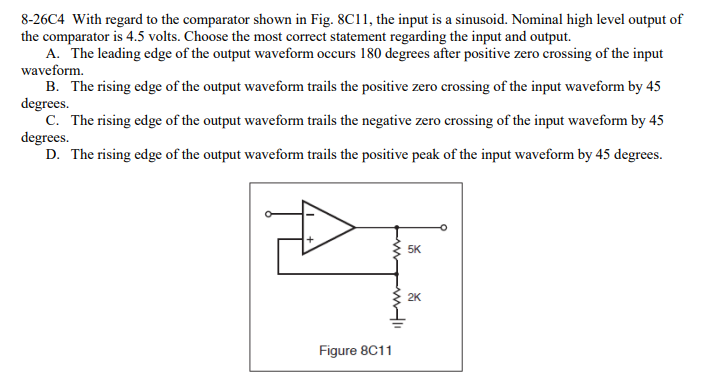 8-26C4 With regard to the comparator shown in Fig. 8C11, the input is a sinusoid. Nominal high level output of
the comparator is 4.5 volts. Choose the most correct statement regarding the input and output.
A. The leading edge of the output waveform occurs 180 degrees after positive zero crossing of the input
waveform.
B. The rising edge of the output waveform trails the positive zero crossing of the input waveform by 45
degrees.
C. The rising edge of the output waveform trails the negative zero crossing of the input waveform by 45
degrees.
D. The rising edge of the output waveform trails the positive peak of the input waveform by 45 degrees.
−
+
5K
2K
Figure 8C11